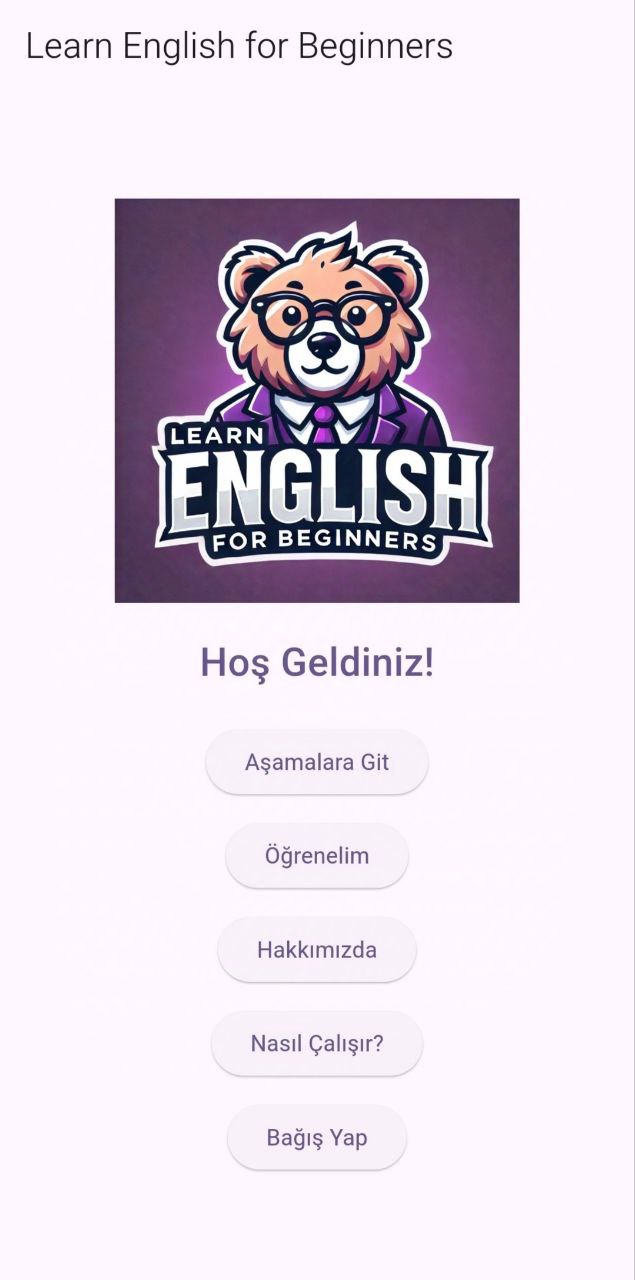 Learn English for Beginners
LEARN
ENGLISH
FOR BEGINNERS
Hoş Geldiniz!
Aşamalara Git
Öğrenelim
Hakkımızda
Nasıl Çalışır?
Bağış Yap